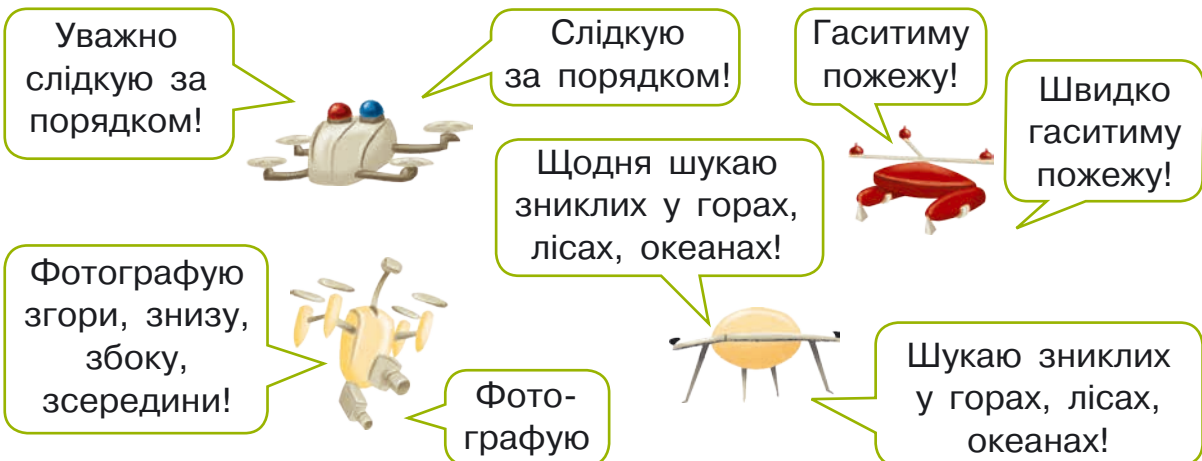 Уважно
слідкую за
порядком!
Слідкую
за порядком!
Гаситиму
пожежу!
Швидко
гаситиму
пожежу!
Щодня шукаю
зниклих у горах,
лісах, океанах!
Фотографую
згори, знизу,
збоку,
зсередини!
Фото-
графую
Шукаю зниклих
у горах, лісах,
океанах!